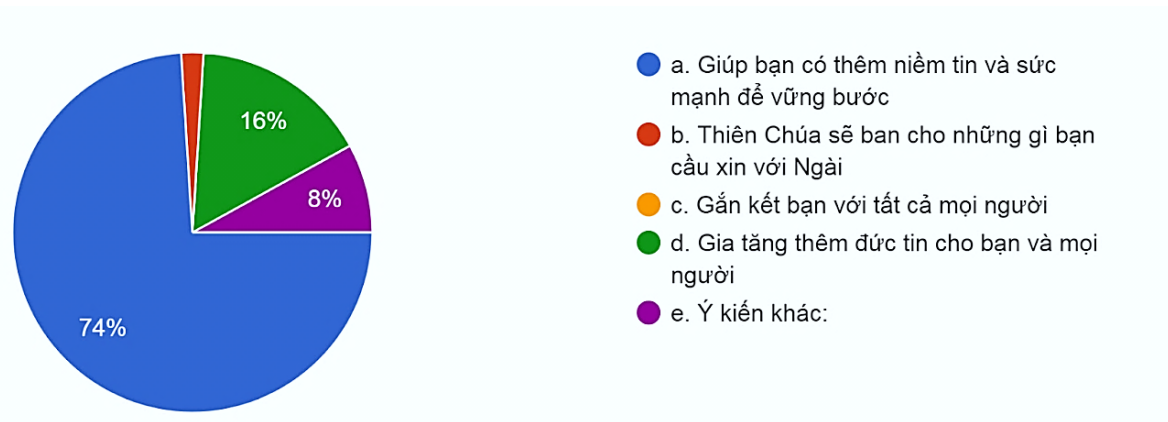 16%
8%
74%
a. Giúp bạn có thêm niềm tin và sức
mạnh để vững bước
b. Thiên Chúa sẽ ban cho những gì bạn
cầu xin với Ngài
c. Gắn kết bạn với tất cả mọi người
d. Gia tăng thêm đức tin cho bạn và mọi
người
e. Ý kiến khác: